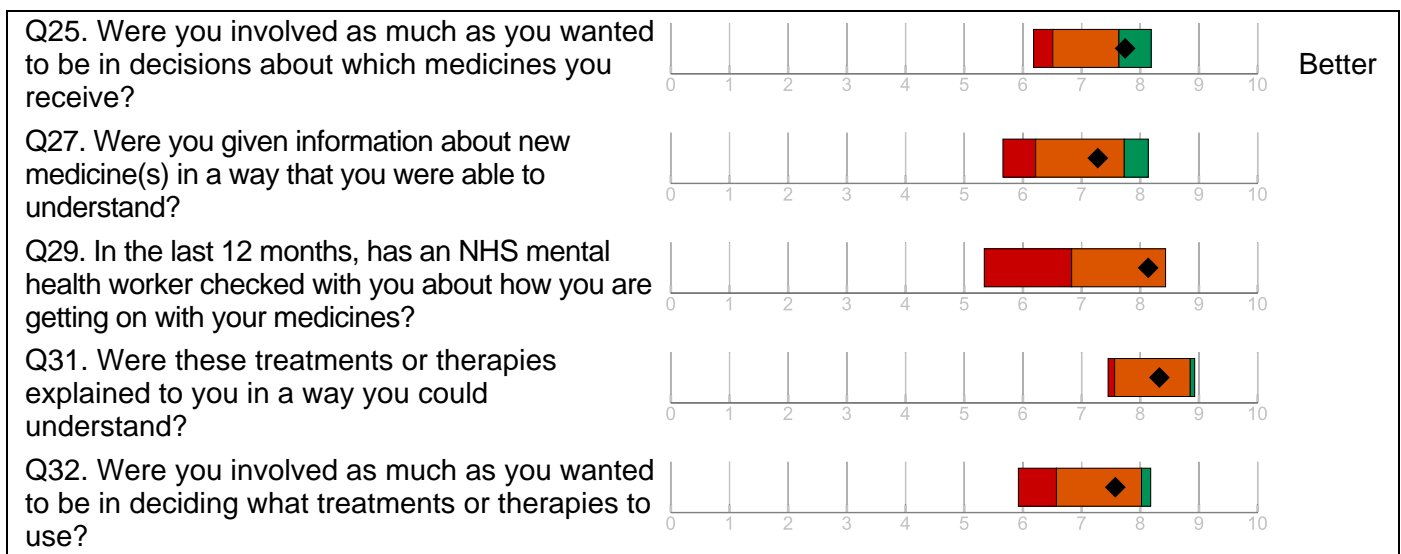 Q25. Were you involved as much as you wanted
to be in decisions about which medicines you
receive?
Better
0 1 2 3 4 5 6 7 8 9 10
Q27. Were you given information about new
medicine(s) in a way that you were able to
understand?
0 1 2 3 4 5 6 7 8 9 10
Q29. In the last 12 months, has an NHS mental
health worker checked with you about how you are
getting on with your medicines?
0 1 2 3 4 5 6 7 8 9 10
Q31. Were these treatments or therapies
explained to you in a way you could
understand?
0 1 2 3 4 5 6 7 8 9 10
Q32. Were you involved as much as you wanted
to be in deciding what treatments or therapies to
use?
0 1 2 3 4 5 6 7 8 9 10